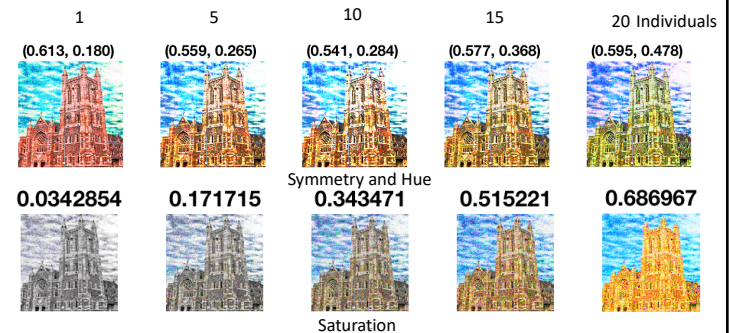 1 5 10 15 20 Individuals
(0.613, 0.180) (0.559, 0.265) (0.541, 0.284) (0.577, 0.368) (0.595, 0.478)
Symmetry and Hue
0.0342854 0.171715 0.343471 0.515221 0.686967
Saturation